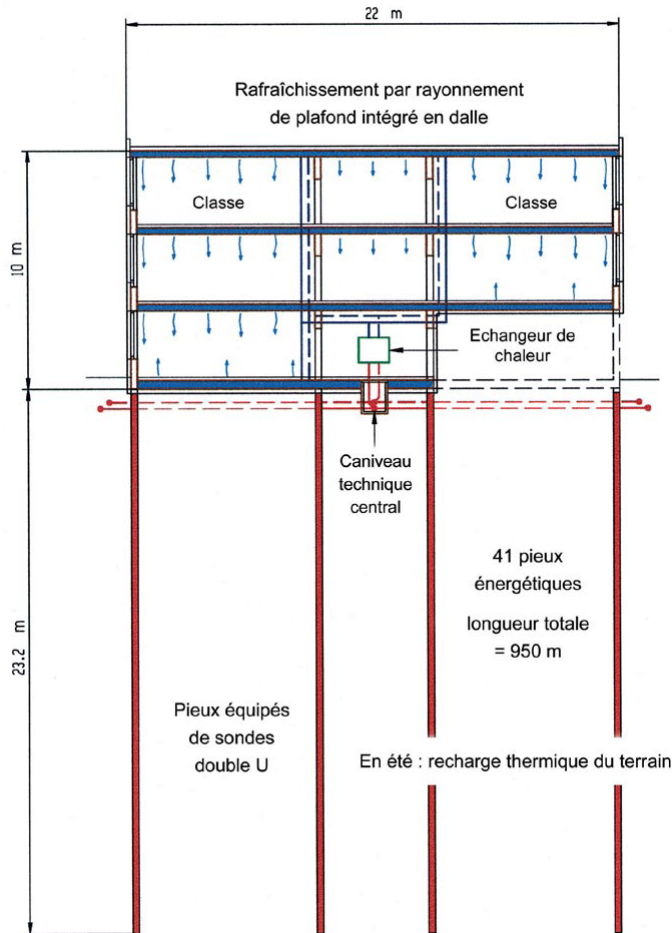 22 m
Rafraîchissement par rayonnement
de plafond intégré en dalle
Classe
Classe
10 m
Echangeur de
chaleur
Caniveau
technique
central
41 pieux
énergétiques
longueur totale
= 950 m
23.2 m
Pieux équipés
de sondes
double U
En été : recharge thermique du terrain